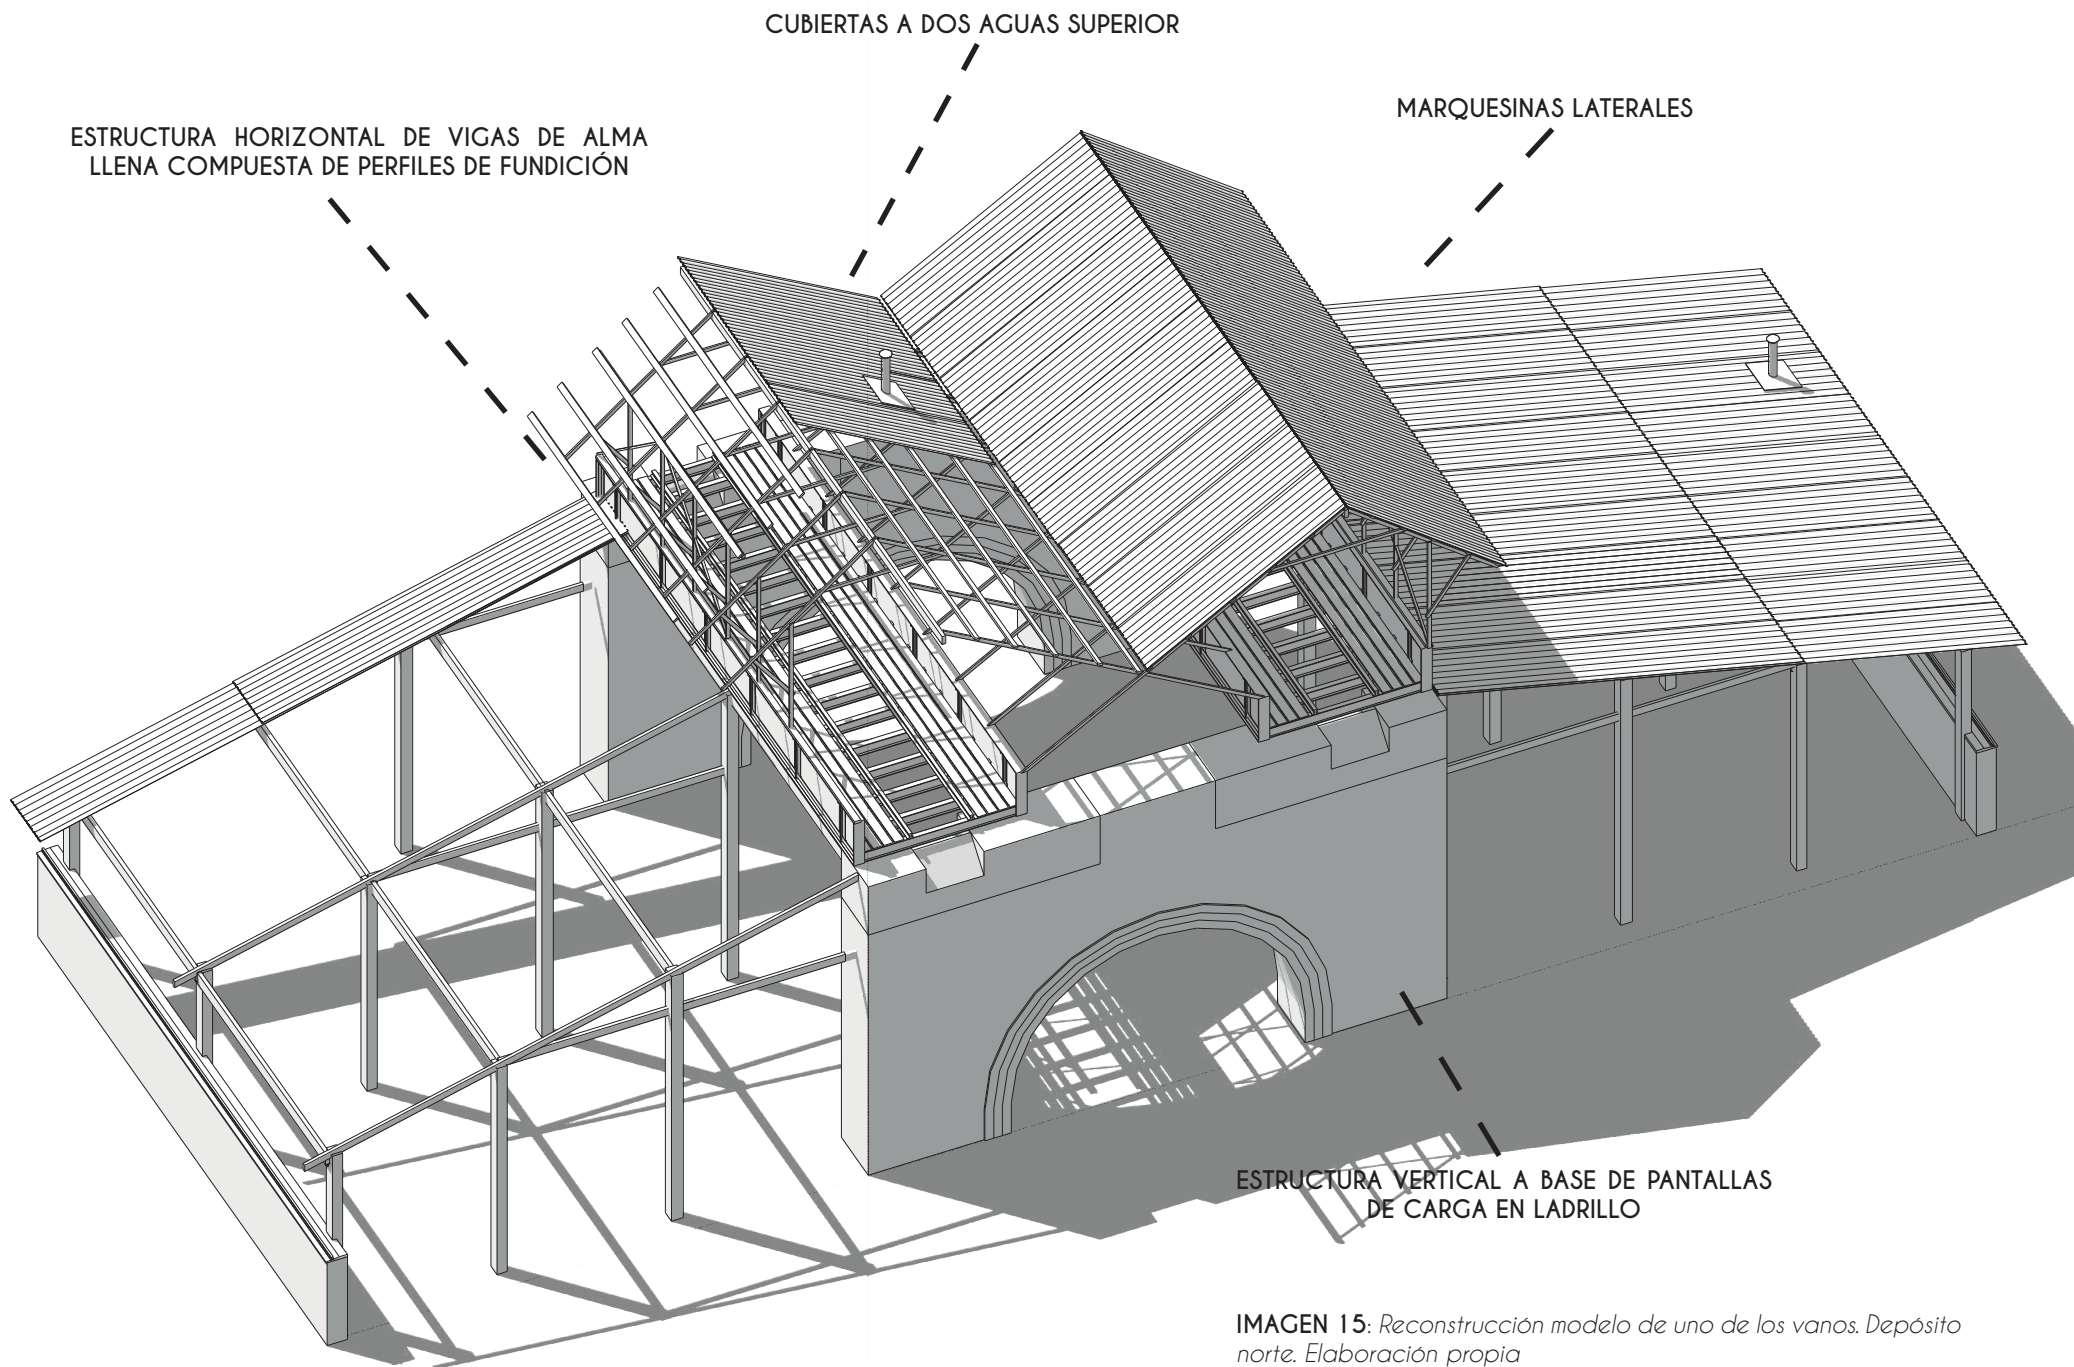 CUBIERTAS A DOS AGUAS SUPERIOR
MARQUESINAS LATERALES
ESTRUCTURA HORIZONTAL DE VIGAS DE ALMA
LLENA COMPUESTA DE PERFILES DE FUNDICIÓN
ESTRUCTURA VERTICAL A BASE DE PANTALLAS
DE CARGA EN LADRILLO
IMAGEN 15: Reconstrucción modelo de uno de los vanos. Depósito
norte. Elaboración propia